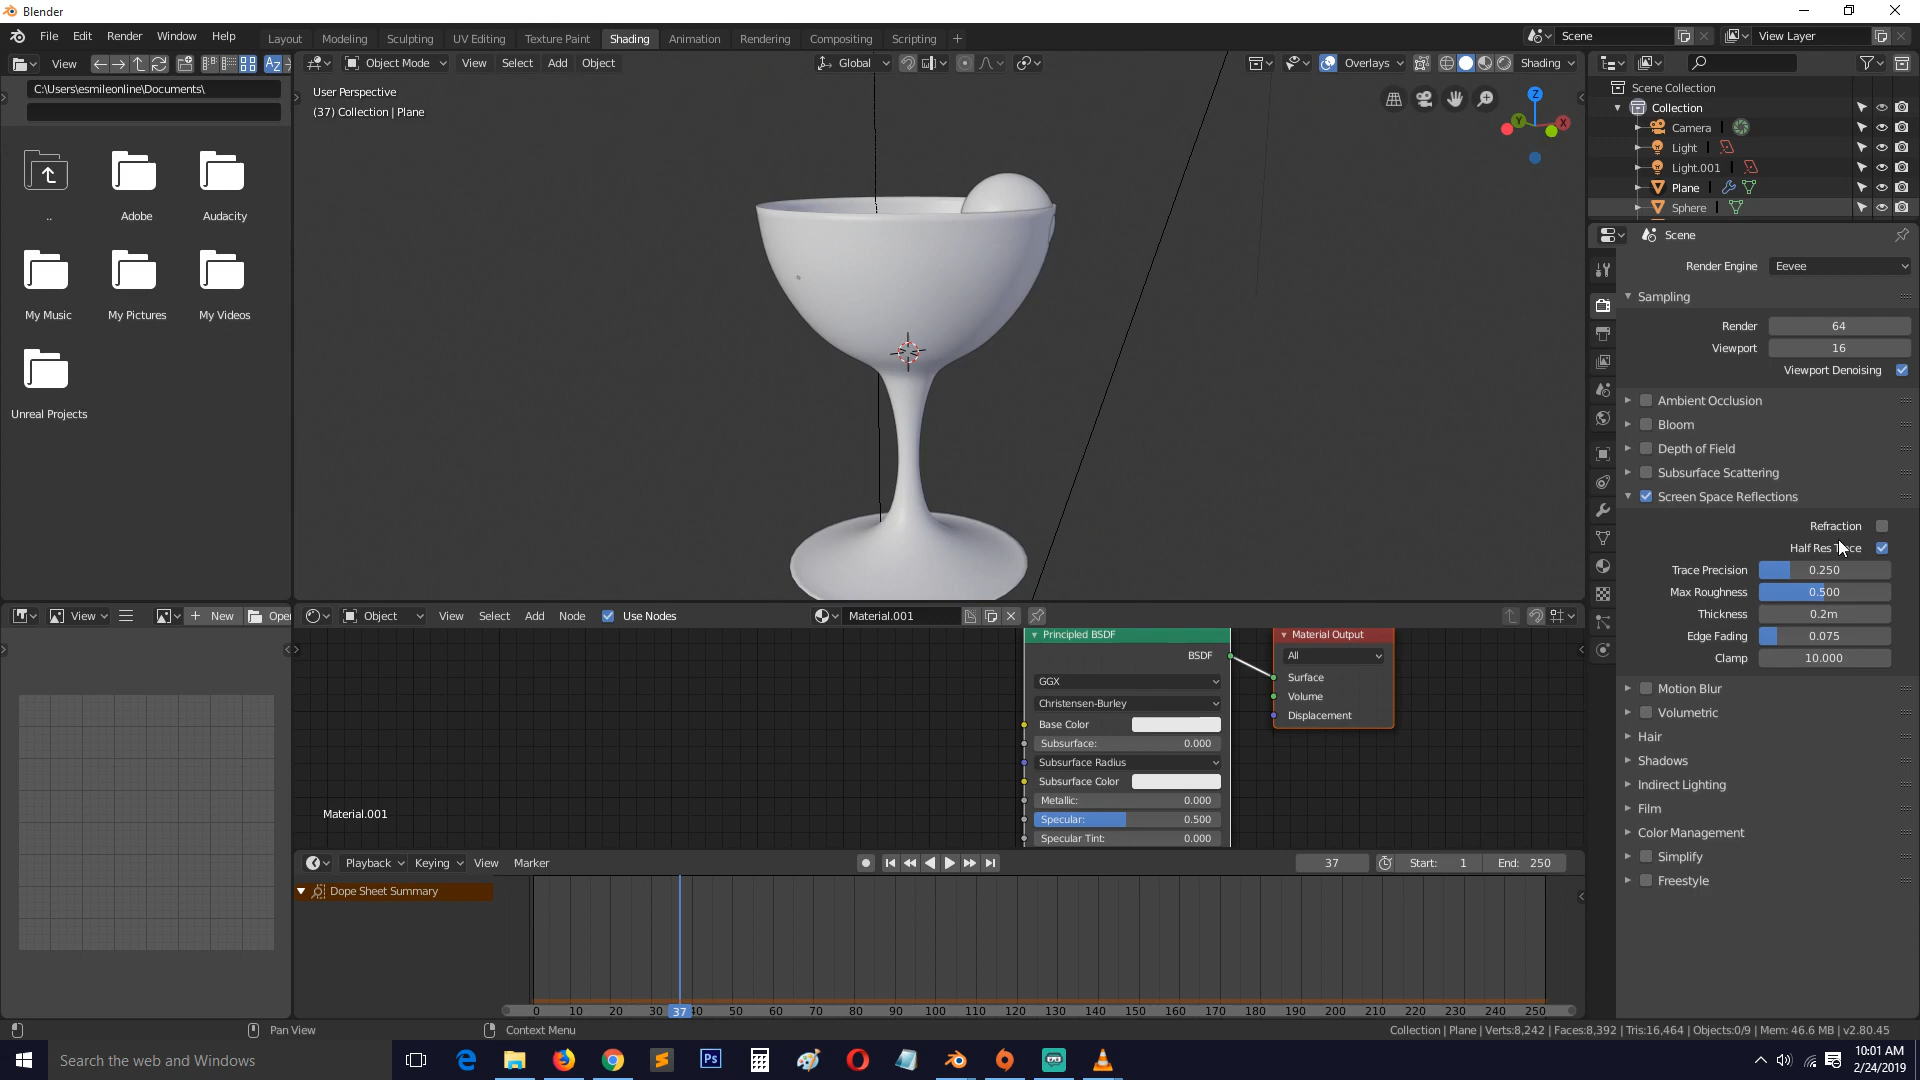 Blender
File Edit Render Window Help
Layout Modeling Sculpting UV Editing Texture Paint Shading Animation Rendering Compositing Scripting +
Scene View Layer
View
Object Mode View Select Add Object Global Overlays Shading
C:\Users\esmileonline\Documents\
..
Adobe
Audacity
My Music
My Pictures
My Videos
Unreal Projects
User Perspective
(37) Collection | Plane
Z
Y
X
Scene Collection
Collection
Camera
Light
Light.001
Plane
Sphere
Scene
Render Engine Eevee
Sampling
Render 64
Viewport 16
Viewport Denoising
Ambient Occlusion
Bloom
Depth of Field
Subsurface Scattering
Screen Space Reflections
Refraction
Half Res
Trace Precision 0.250
Max Roughness 0.500
Thickness 0.2m
Edge Fading 0.075
Clamp 10.000
Motion Blur
Volumetric
Hair
Shadows
Indirect Lighting
Film
Color Management
Simplify
Freestyle
View New
Object View Select Add Node Use Nodes Material.001
Principled BSDF
BSDF
GGX
Christensen-Burley
Base Color
Subsurface: 0.000
Subsurface Radius
Subsurface Color
Metallic: 0.000
Specular: 0.500
Specular Tint: 0.000
Material Output
All
Surface
Volume
Displacement
Material.001
Playback Keying View Marker 37 Start: 1 End: 250
Dope Sheet Summary
0 10 20 30 37 40 50 60 70 80 90 100 110 120 130 140 150 160 170 180 190 200 210 220 230 240 250
Pan View Context Menu
Collection | Plane | Verts:8,242 | Faces:8,392 | Tris:16,464 | Objects:0/9 | Mem: 46.6 MB | v2.80.45
Search the web and Windows
Ps
10:01 AM
2/24/2019